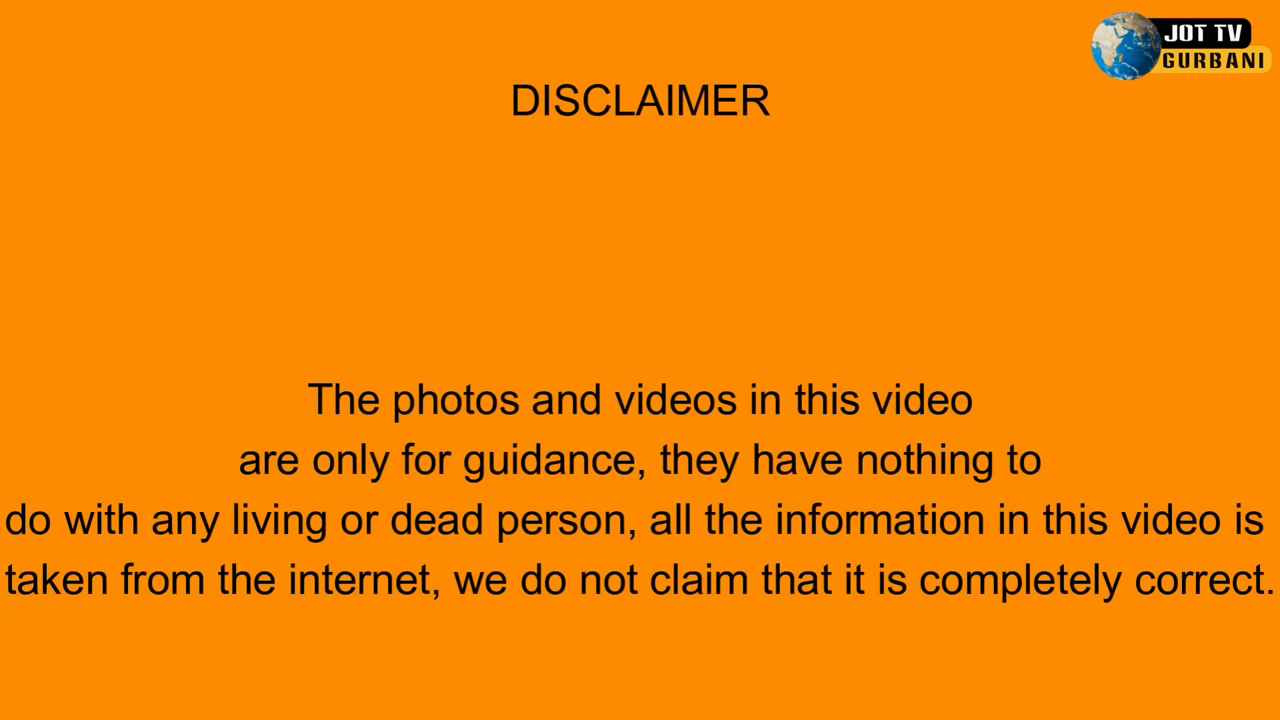 JOT TV
GURBANI
DISCLAIMER
The photos and videos in this video
are only for guidance, they have nothing to
do with any living or dead person, all the information in this video is
taken from the internet, we do not claim that it is completely correct.